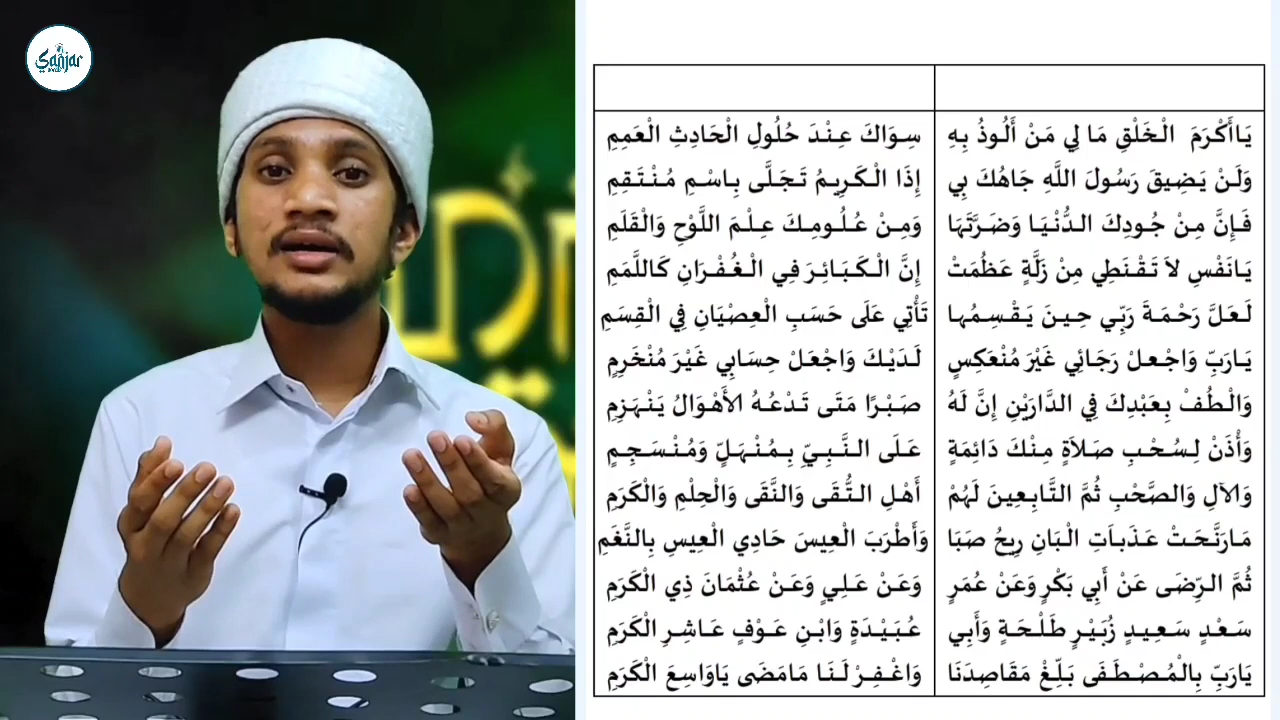 Sanjar
يَاأَكْرَمَ الْخَلْقِ مَا لِي مَنْ أَلُوذُ بِهِ سِوَاكَ عِنْدَ حُلُولِ الْحَادِثِ الْعَمِمِ
وَلَنْ يَضِيقَ رَسُولَ اللَّهِ جَاهُكَ بِي إِذَا الْكَرِيمُ تَجَلَّى بِاسْمِ مُنْتَقِمِ
فَإِنَّ مِنْ جُودِكَ الدُّنْيَا وَضَرَّتَهَا وَمِنْ عُلُومِكَ عِلْمَ اللَّوْحِ وَالْقَلَمِ
يَانَفْسِ لاَ تَقْنَطِي مِنْ زَلَّةٍ عَظُمَتْ إِنَّ الْكَبَائِرَ فِي الْغُفْرَانِ كَاللَّمَمِ
لَعَلَّ رَحْمَةَ رَبِّي حِينَ يَقْسِمُهَا تَأْتِي عَلَى حَسَبِ الْعِصْيَانِ فِي الْقِسَمِ
يَارَبِّ وَاجْعلْ رَجَائِي غَيْرَ مُنْعَكِسٍ لَدَيْكَ وَاجْعَلْ حِسَابِي غَيْرَ مُنْخَرِمٍ
وَالْطُفْ بِعَبْدِكَ فِي الدَّارَيْنِ إِنَّ لَهُ صَبْرًا مَتَى تَدْعُهُ الأَهْوَالُ يَنْهَزِمِ
وَأْذَنْ لِسُحْبِ صَلاَةٍ مِنْكَ دَائِمَةٍ عَلَى النَّبِيِّ بِمُنْهَلٍّ وَمُنْسَجِمٍ
وَالآلِ وَالصَّحْبِ ثُمَّ التَّابِعِينَ لَهُمْ أَهْلِ التُّقَى وَالنَّقَى وَالْحِلْمِ وَالْكَرَمِ
مَارَنَّحَتْ عَذَبَاتِ الْبَانِ رِيحُ صَبَا وَأَطْرَبَ الْعِيسَ حَادِي الْعِيسِ بِالنَّغَمِ
ثُمَّ الرِّضَى عَنْ أَبِي بَكْرٍ وَعَنْ عُمَرٍ وَعَنْ عَلِيٍ وَعَنْ عُثْمَانَ ذِي الْكَرَمِ
سَعْدٍ سَعِيدٍ زُبَيْرٍ طَلْحَةٍ وَأَبِي عُبَيْدَةٍ وَابْنِ عَوْفٍ عَاشِرِ الْكَرَمِ
يَارَبِّ بِالْمُصْطَفَى بَلِّغْ مَقَاصِدَنَا وَاغْفِرْ لَنَا مَامَضَى يَاوَاسِعَ الْكَرَمِ